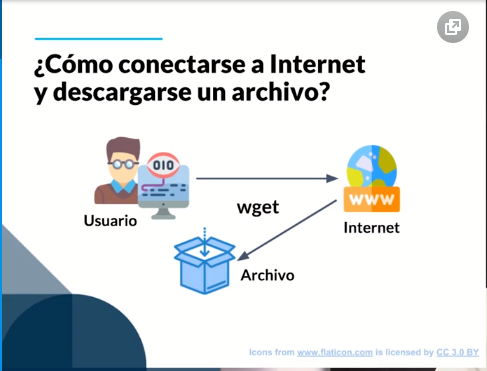 ¿Cómo conectarse a Internet
y descargarse un archivo?
OIO
WWW
wget
Usuario
Internet
Archivo
Icons from www.flaticon.com is licensed by CC 3.0 BY